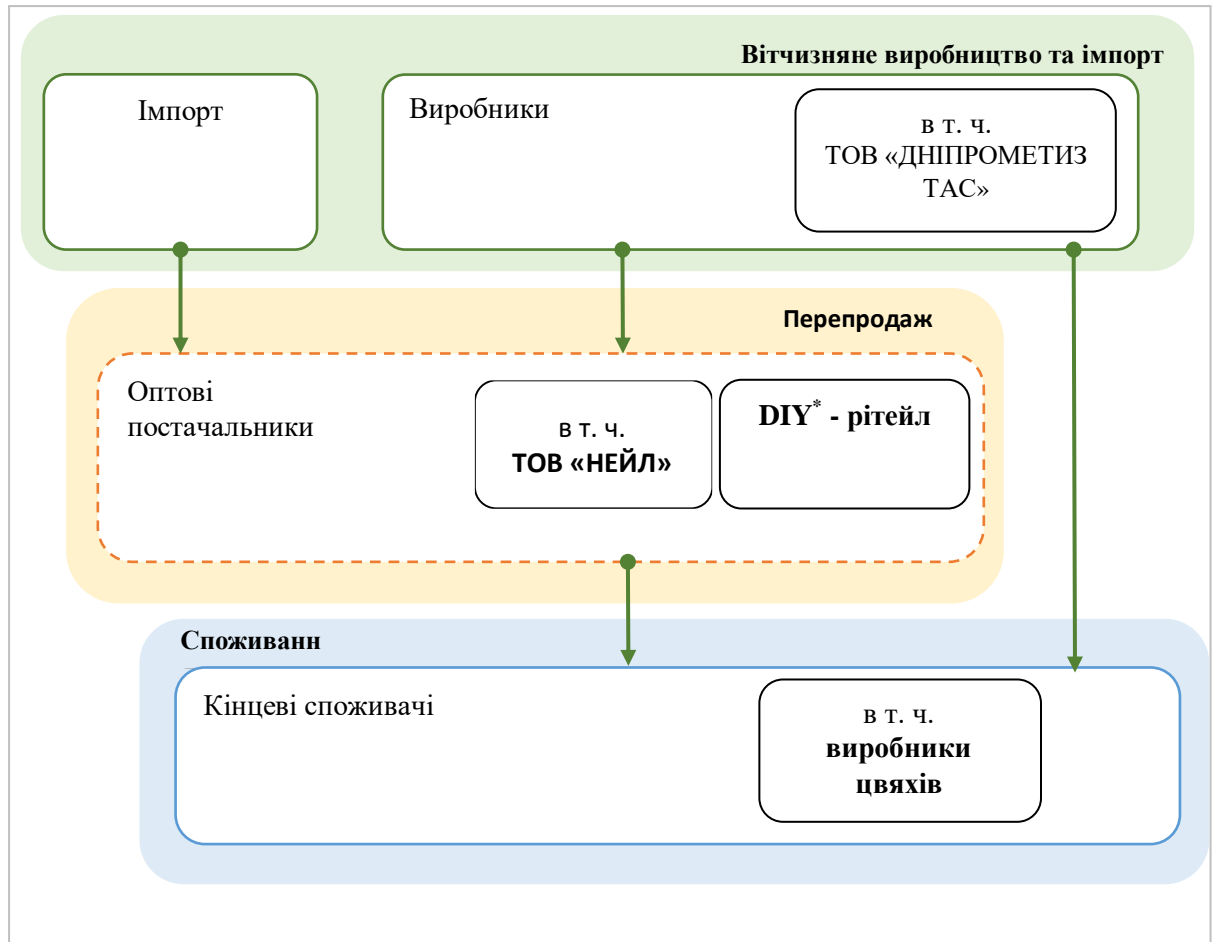 Вітчизняне виробництво та імпорт
Імпорт
Виробники
в т. ч.
ТОВ «ДНІПРОМЕТИЗ
ТАС»
Перепродаж
Оптові
постачальники
в т. ч.
ТОВ «НЕЙЛ»
DIY* - рітейл
Споживанн
Кінцеві споживачі
в т. ч.
виробники
цвяхів